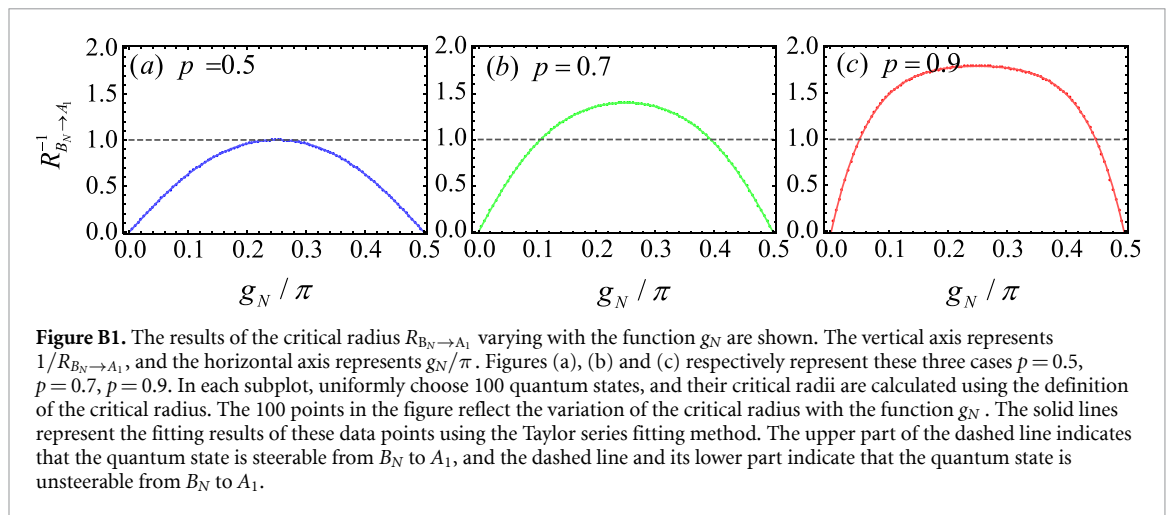 (a) p =0.5
(b) p = 0.7
(c) p = 0.9
R⁻¹_{B_N→A_1}
2.0 1.5 1.0 0.5 0.0
0.0 0.1 0.2 0.3 0.4 0.5
2.0 1.5 1.0 0.5 0.0
0.0 0.1 0.2 0.3 0.4 0.5
2.0 1.5 1.0 0.5 0.0
0.0 0.1 0.2 0.3 0.4 0.5
g_N / π
g_N / π
g_N / π
Figure B1. The results of the critical radius R_{B_N→A_1} varying with the function g_N are shown. The vertical axis represents
1/R_{B_N→A_1}, and the horizontal axis represents g_N/π. Figures (a), (b) and (c) respectively represent these three cases p = 0.5,
p = 0.7, p = 0.9. In each subplot, uniformly choose 100 quantum states, and their critical radii are calculated using the definition
of the critical radius. The 100 points in the figure reflect the variation of the critical radius with the function g_N . The solid lines
represent the fitting results of these data points using the Taylor series fitting method. The upper part of the dashed line indicates
that the quantum state is steerable from B_N to A_1, and the dashed line and its lower part indicate that the quantum state is
unsteerable from B_N to A_1.